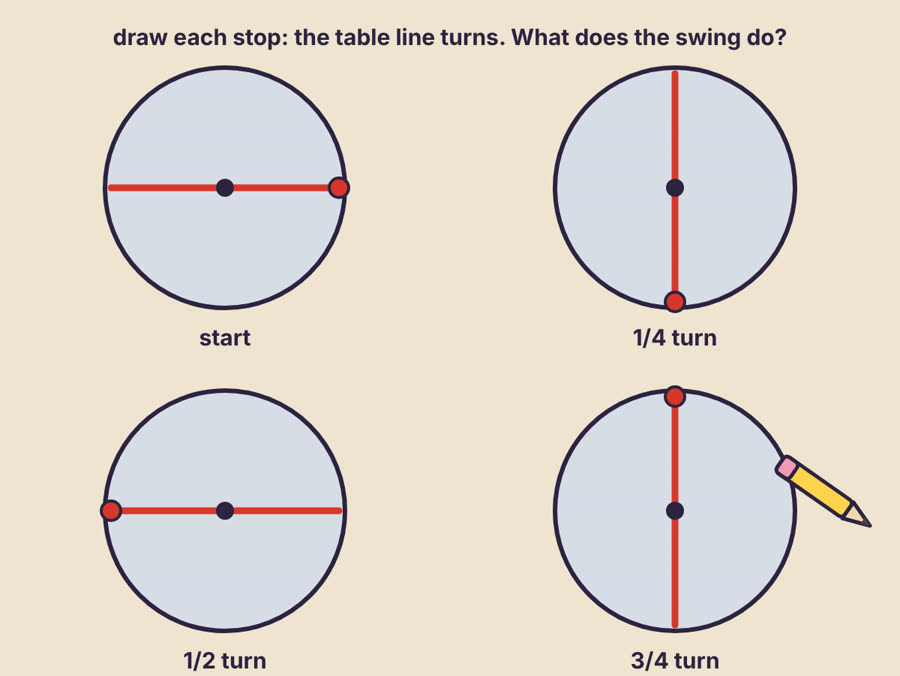 draw each stop: the table line turns. What does the swing do?
start
1/4 turn
1/2 turn
3/4 turn